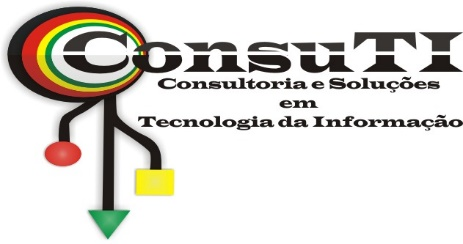 ConsuTI
Consultoria e Soluções
em
Tecnologia da Informação